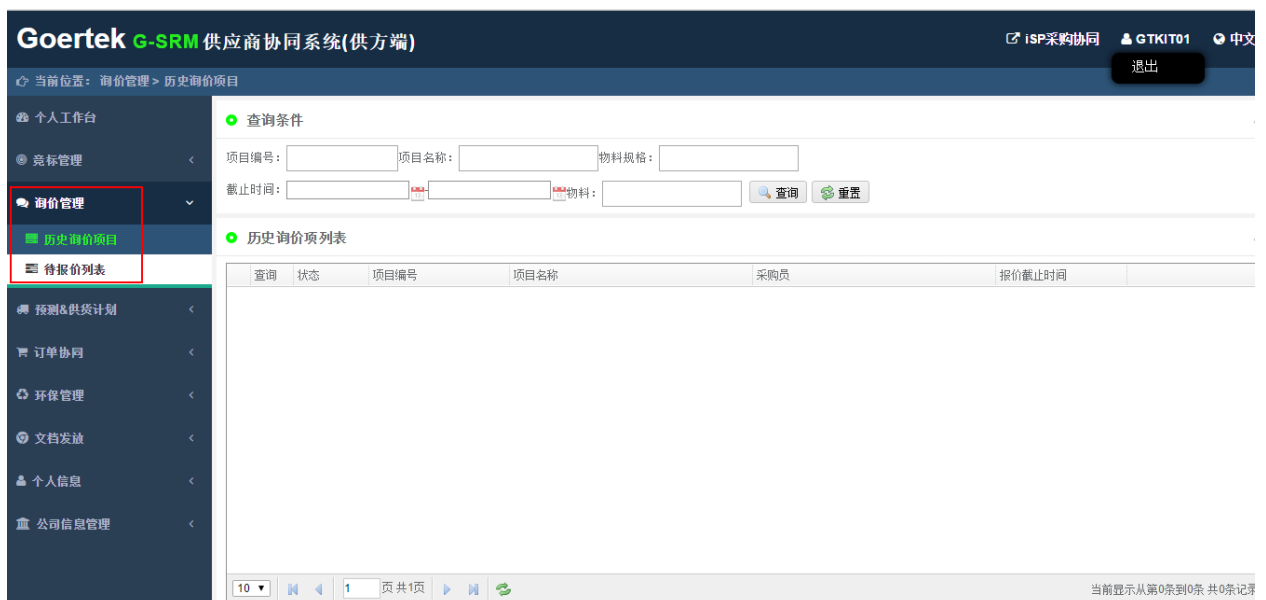 Goertek G-SRM 供应商协同系统(供方端)
iSP采购协同 GTKIT01 中文
退出
当前位置： 询价管理 > 历史询价项目
个人工作台
竞标管理
询价管理
历史询价项目
待报价列表
预测&供货计划
订单协同
环保管理
文档发放
个人信息
公司信息管理
查询条件
项目编号： 项目名称： 物料规格：
截止时间： - 物料： 查询 重置
历史询价项列表
查询 状态 项目编号 项目名称 采购员 报价截止时间
10 1 页 共1页 当前显示从第0条到0条 共0条记录